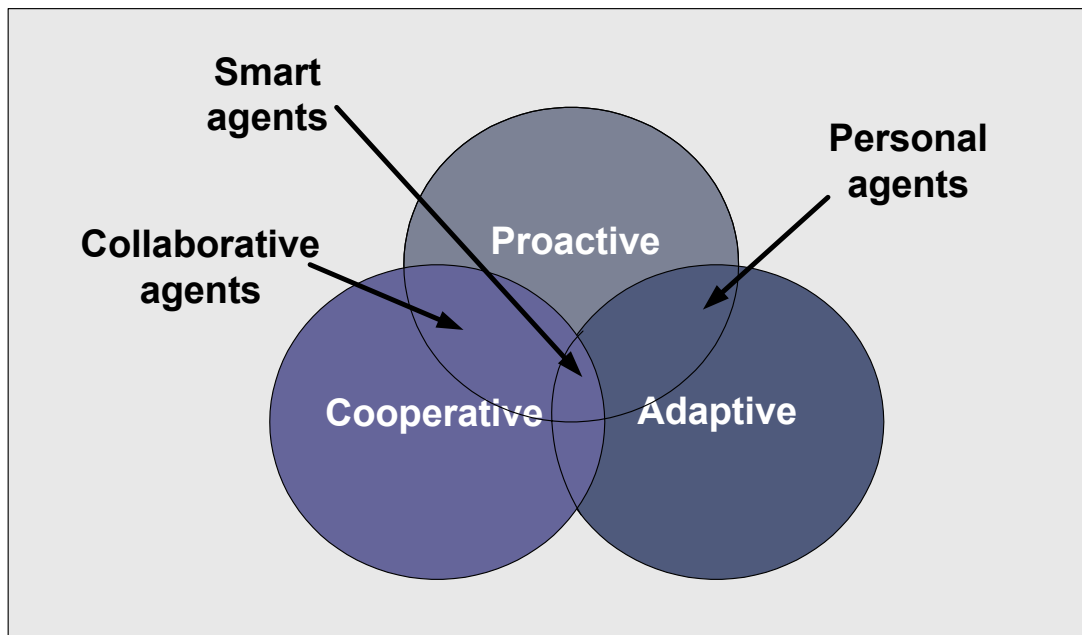 Smart
agents
Personal
agents
Collaborative
agents
Proactive
Cooperative
Adaptive